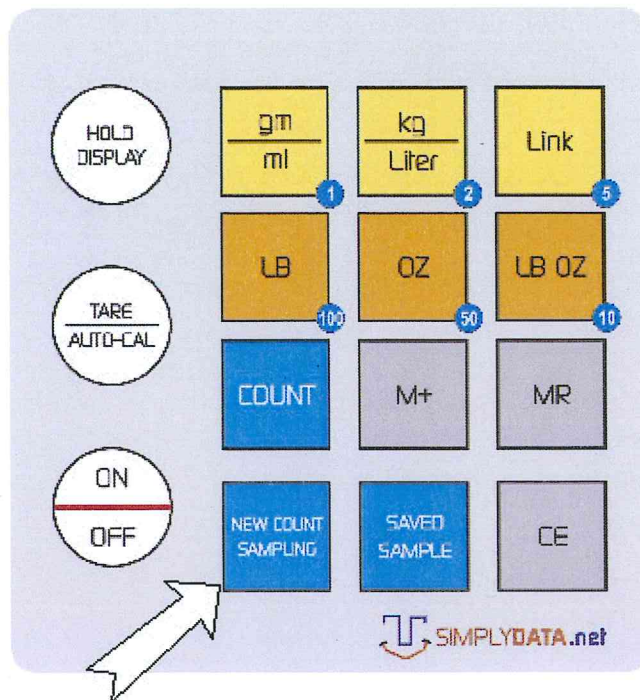 HOLD
DISPLAY
gm
ml
1
kg
Liter
2
Link
5
LB
100
OZ
50
LB OZ
10
TARE
AUTO-CAL
COUNT
M+
MR
ON
OFF
NEW COUNT
SAMPLING
SAVED
SAMPLE
CE
SIMPLYDATA.net